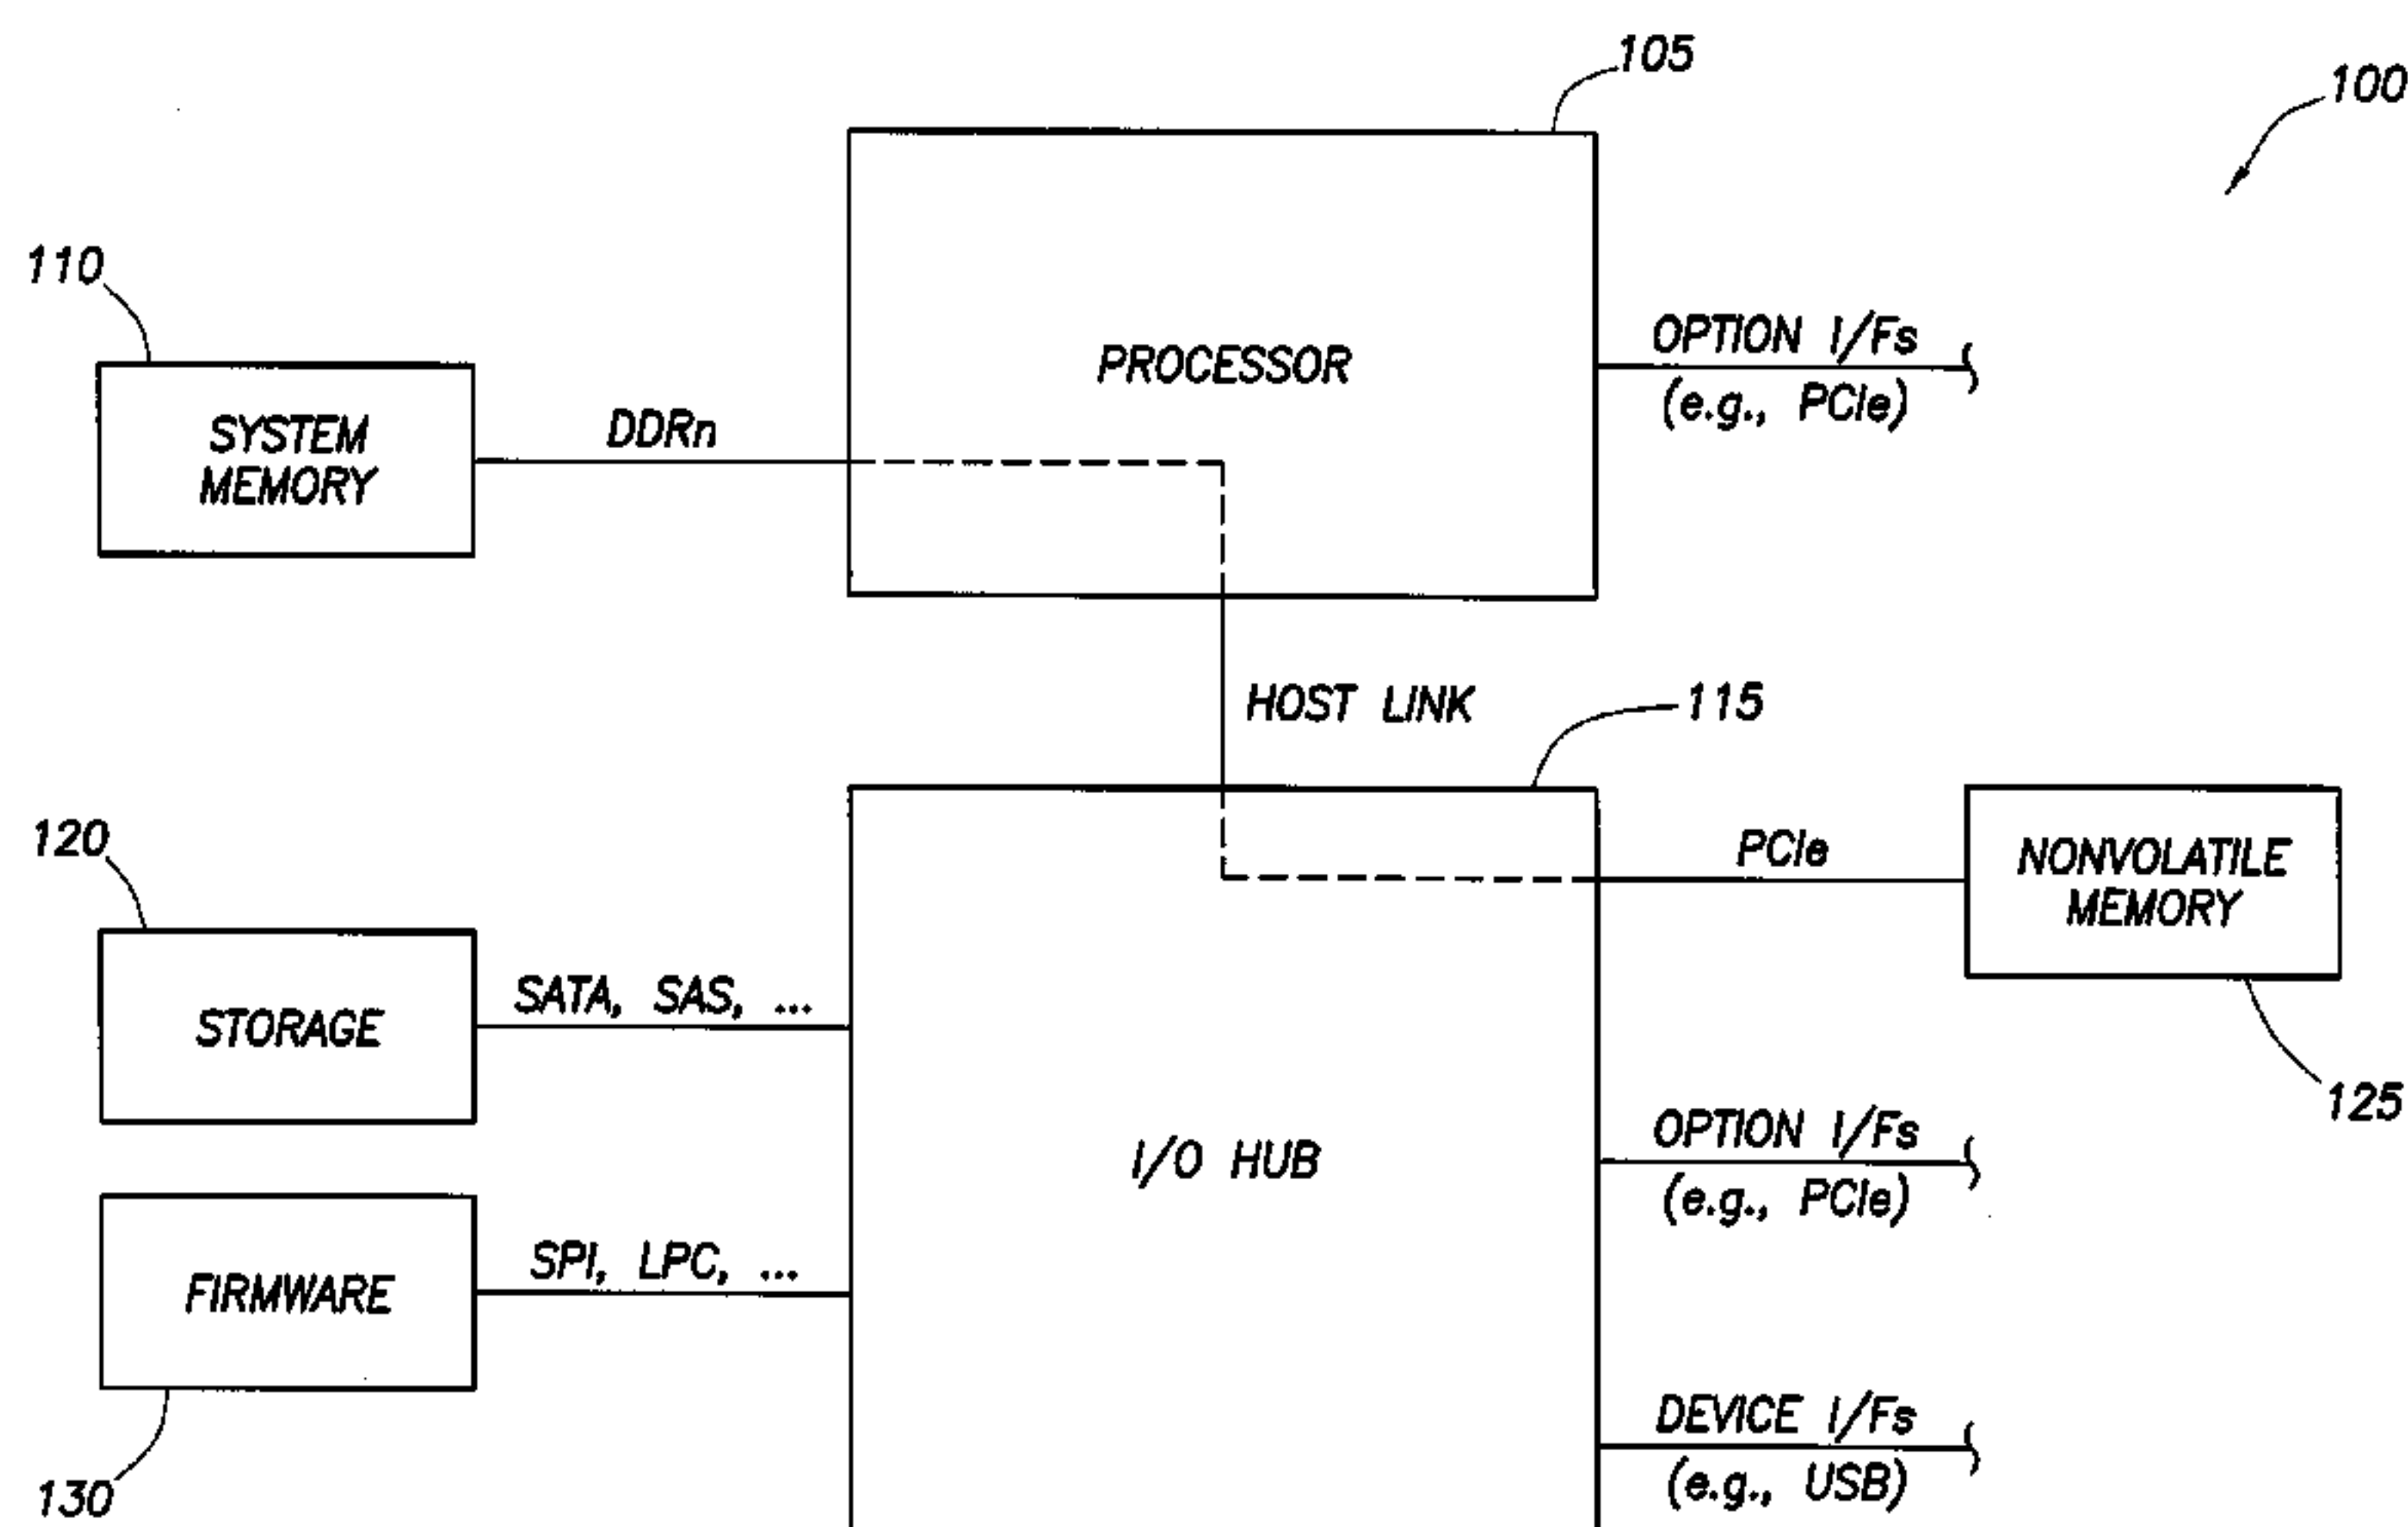 105
100
110
PROCESSOR
OPTION I/Fs
(e.g., PCIe)
SYSTEM
MEMORY
DDRn
HOST LINK
115
120
PCIe
NONVOLATILE
MEMORY
STORAGE
SATA, SAS, ...
125
I/O HUB
OPTION I/Fs
(e.g., PCIe)
FIRMWARE
SPI, LPC, ...
130
DEVICE I/Fs
(e.g., USB)